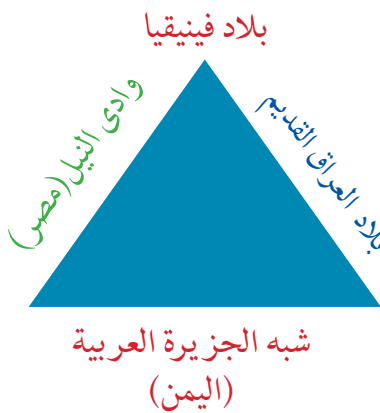 بلاد فينيقيا
وادى النيل(مصر)
بلاد العراق القديم
شبه الجزيرة العربية
(اليمن)